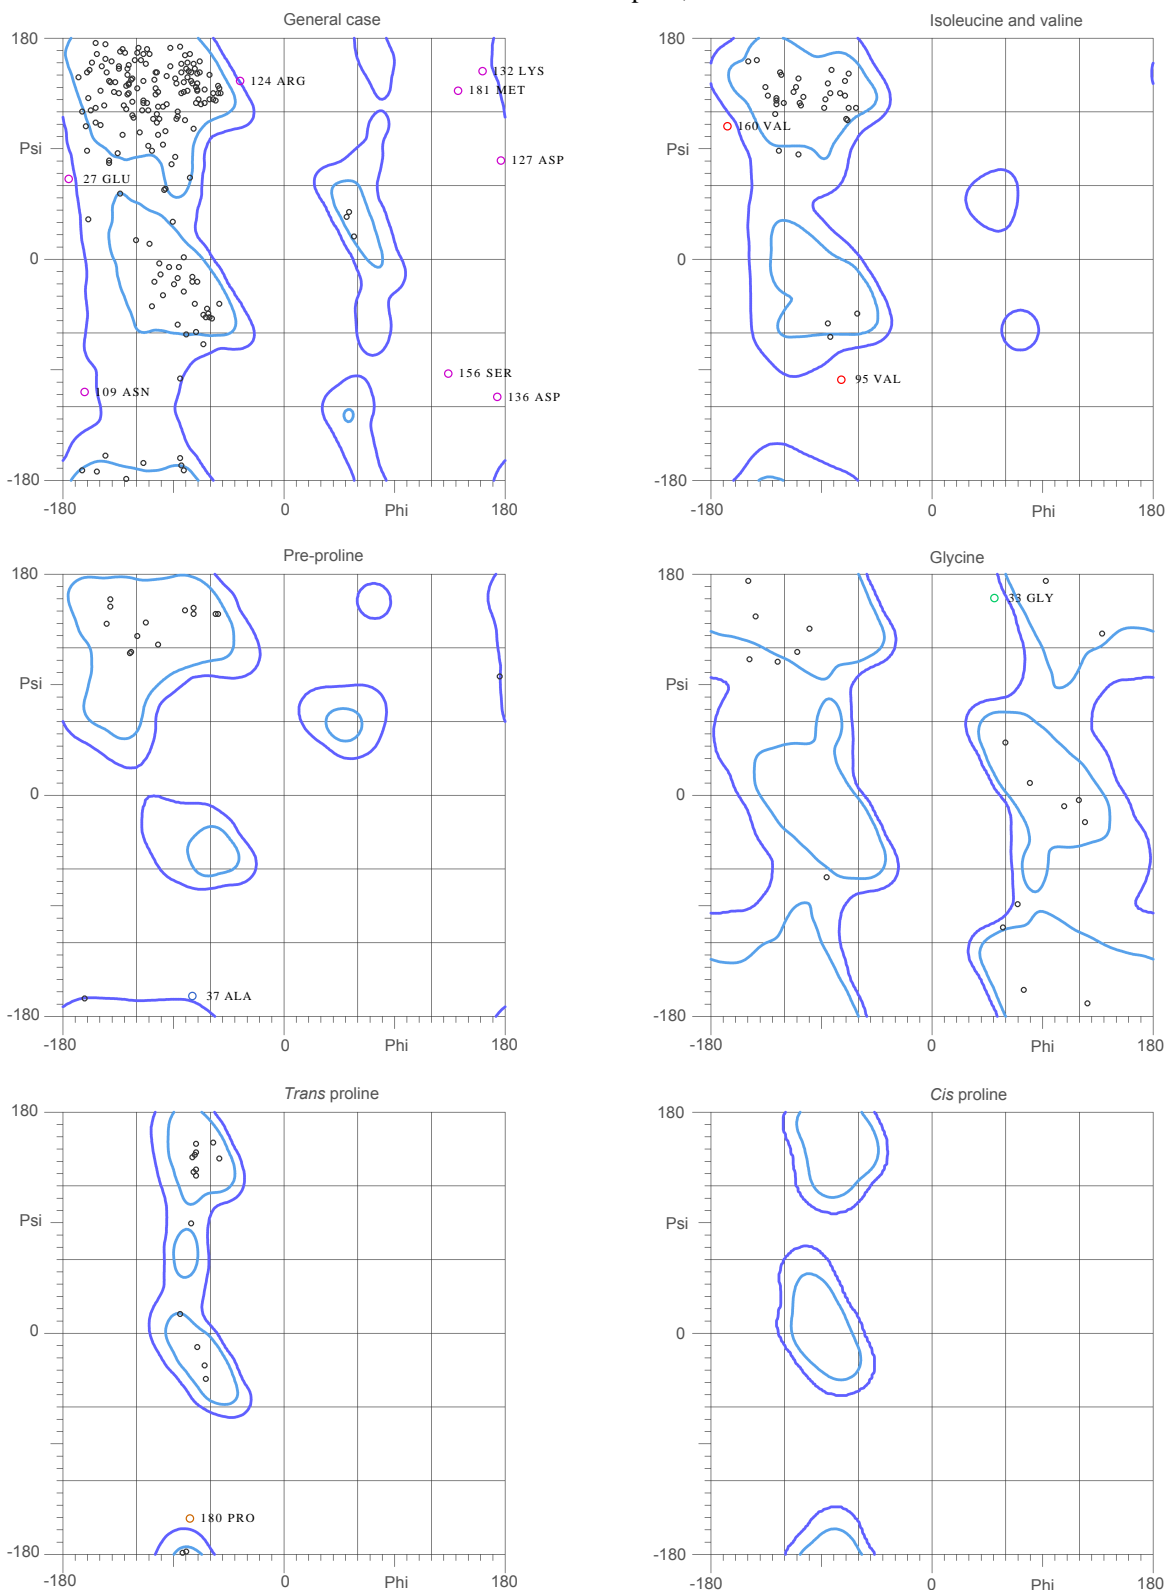 General case
180
Psi
0
-180
-180
0
Phi
180
124 ARG
132 LYS
181 MET
127 ASP
27 GLU
109 ASN
156 SER
136 ASP
Isoleucine and valine
180
Psi
0
-180
-180
0
Phi
180
160 VAL
95 VAL
Pre-proline
180
Psi
0
-180
-180
0
Phi
180
37 ALA
Glycine
180
Psi
0
-180
-180
0
Phi
180
33 GLY
Trans proline
180
Psi
0
-180
-180
0
Phi
180
180 PRO
Cis proline
180
Psi
0
-180
-180
0
Phi
180